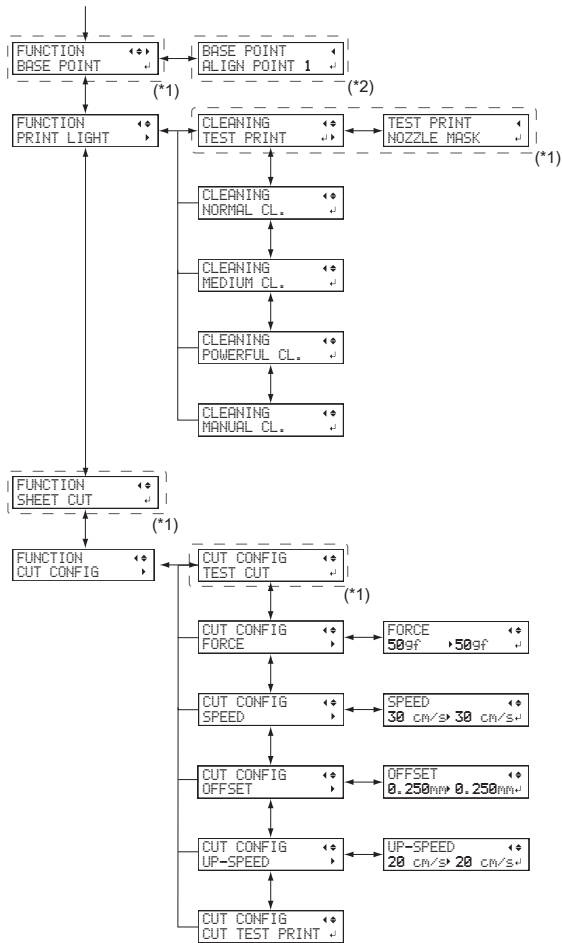 FUNCTION
BASE POINT
(*1)
BASE POINT
ALIGN POINT 1
(*2)
FUNCTION
PRINT LIGHT
CLEANING
TEST PRINT
TEST PRINT
NOZZLE MASK
(*1)
CLEANING
NORMAL CL.
CLEANING
MEDIUM CL.
CLEANING
POWERFUL CL.
CLEANING
MANUAL CL.
FUNCTION
SHEET CUT
(*1)
FUNCTION
CUT CONFIG
CUT CONFIG
TEST CUT
(*1)
CUT CONFIG
FORCE
FORCE
50gf 50gf
CUT CONFIG
SPEED
SPEED
30 cm/s 30 cm/s
CUT CONFIG
OFFSET
OFFSET
0.250mm 0.250mm
CUT CONFIG
UP-SPEED
UP-SPEED
20 cm/s 20 cm/s
CUT CONFIG
CUT TEST PRINT